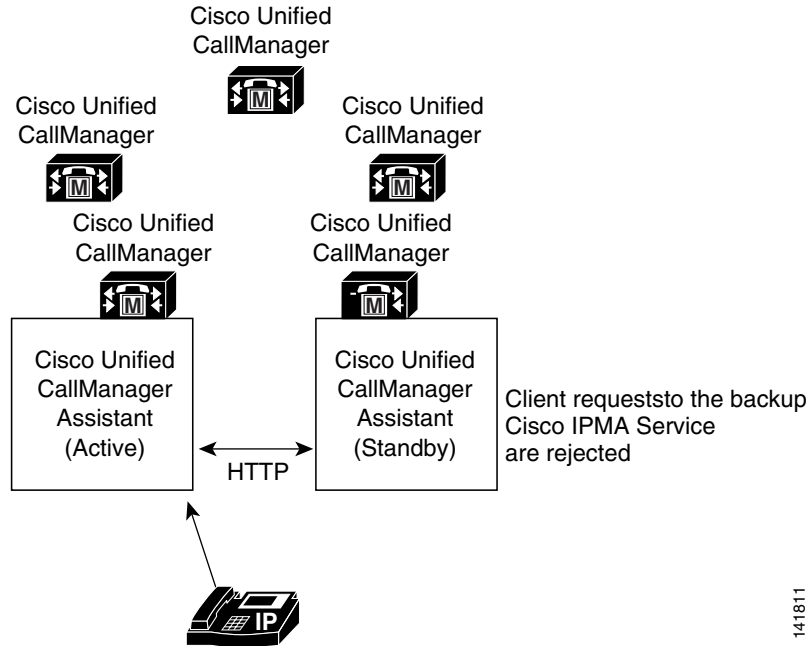 Cisco Unified
CallManager
M
Cisco Unified
CallManager
M
Cisco Unified
CallManager
M
Cisco Unified
CallManager
M
Cisco Unified
CallManager
M
Cisco Unified
CallManager
Assistant
(Active)
HTTP
Cisco Unified
CallManager
Assistant
(Standby)
Client requeststo the backup
Cisco IPMA Service
are rejected
IP
141811